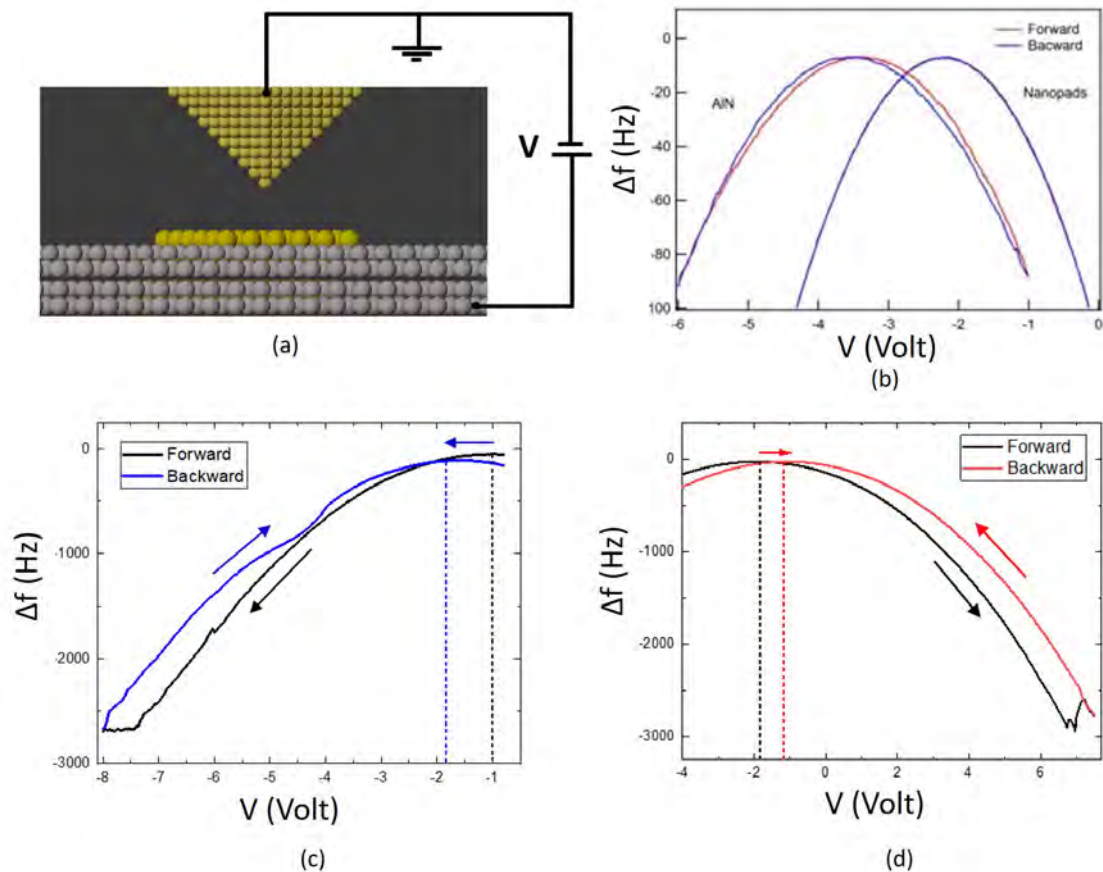 V
(a)
0
-20
-40
-60
-80
100
Δf (Hz)
Forward
Bacward
AlN
Nanopads
-6
-5
-4
-3
-2
-1
0
V (Volt)
(b)
0
-1000
-2000
-3000
Δf (Hz)
Forward
Backward
-8
-7
-6
-5
-4
-3
-2
-1
V (Volt)
(c)
0
-1000
-2000
-3000
Δf (Hz)
Forward
Backward
-4
-2
0
2
4
6
V (Volt)
(d)